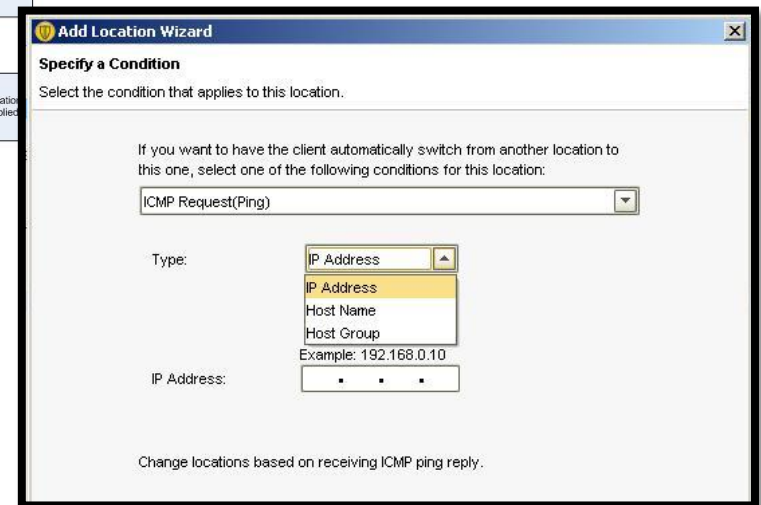 Add Location Wizard
Specify a Condition
Select the condition that applies to this location.
If you want to have the client automatically switch from another location to
this one, select one of the following conditions for this location:
ICMP Request(Ping)
Type:
IP Address
IP Address
Host Name
Host Group
Example: 192.168.0.10
IP Address:
. . .
Change locations based on receiving ICMP ping reply.